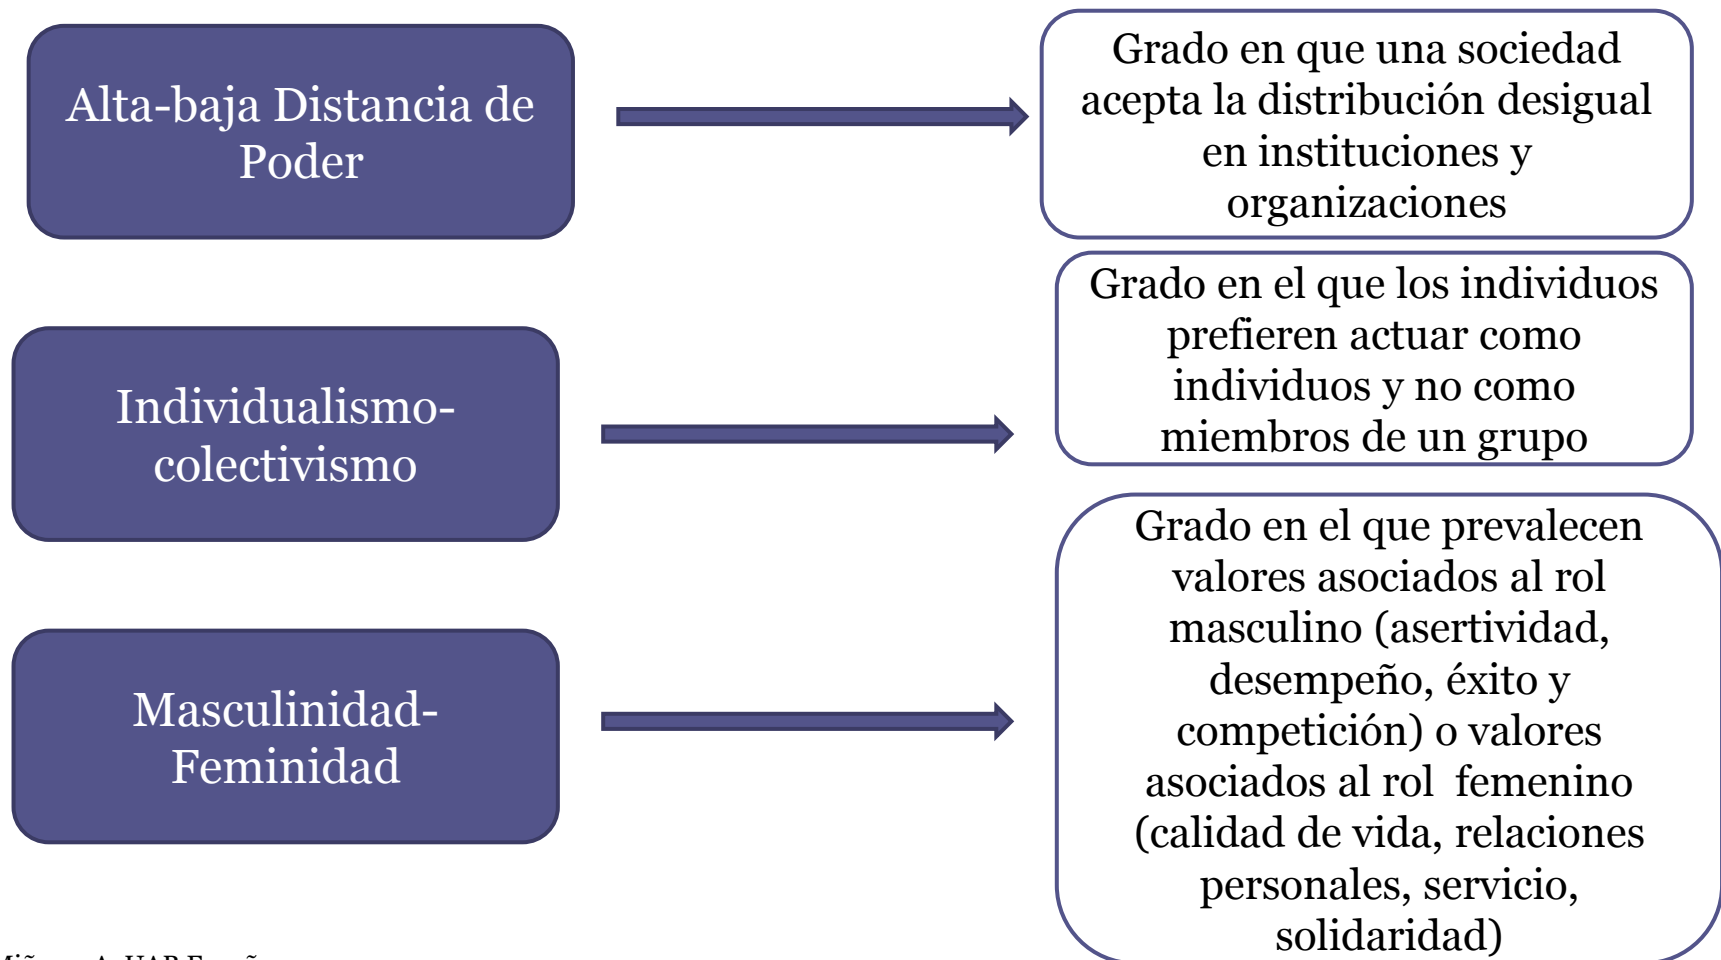 Alta-baja Distancia de
Poder
Grado en que una sociedad
acepta la distribución desigual
en instituciones y
organizaciones
Individualismo-
colectivismo
Grado en el que los individuos
prefieren actuar como
individuos y no como
miembros de un grupo
Masculinidad-
Feminidad
Grado en el que prevalecen
valores asociados al rol
masculino (asertividad,
desempeño, éxito y
competición) o valores
asociados al rol  femenino
(calidad de vida, relaciones
personales, servicio,
solidaridad)